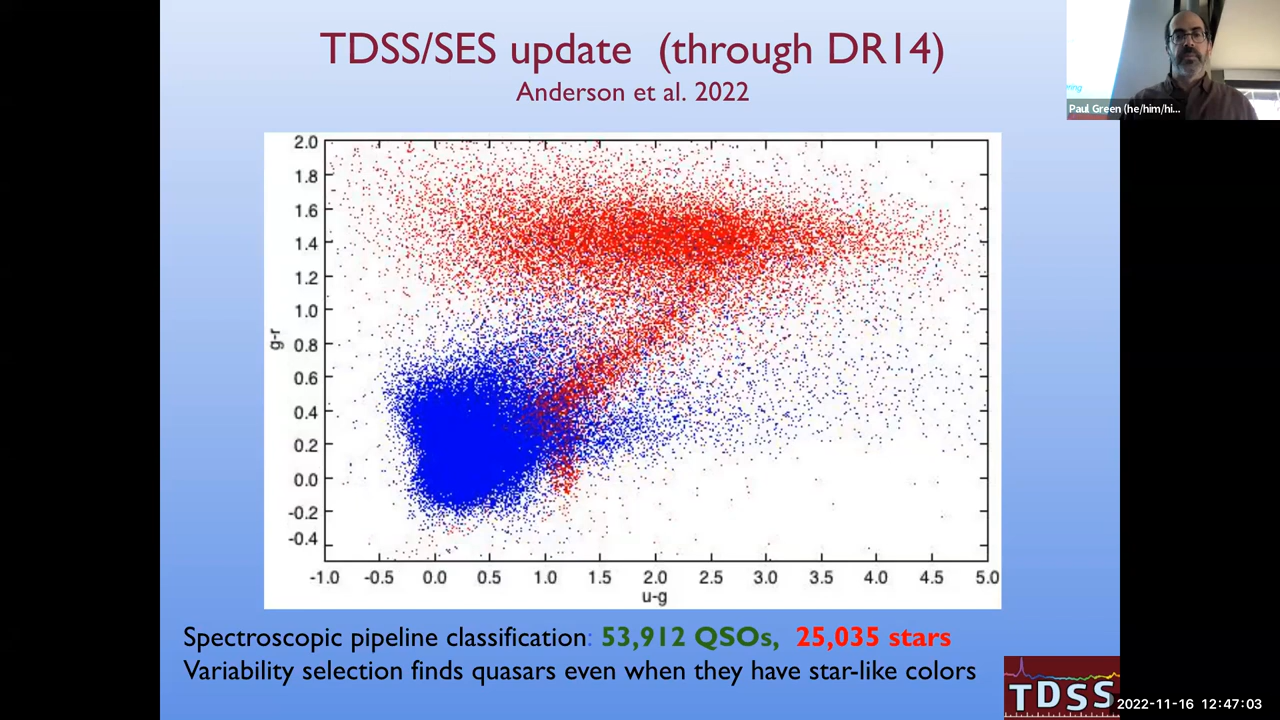 TDSS/SES update (through DR14)
Anderson et al. 2022
Paul Green (he/him/hi...
2.0
1.8
1.6
1.4
1.2
1.0
0.8
0.6
0.4
0.2
0.0
-0.2
-0.4
g-r
-1.0 -0.5 0.0 0.5 1.0 1.5 2.0 2.5 3.0 3.5 4.0 4.5 5.0
u-g
Spectroscopic pipeline classification: 53,912 QSOs, 25,035 stars
Variability selection finds quasars even when they have star-like colors
TDSS
2022-11-16 12:47:03